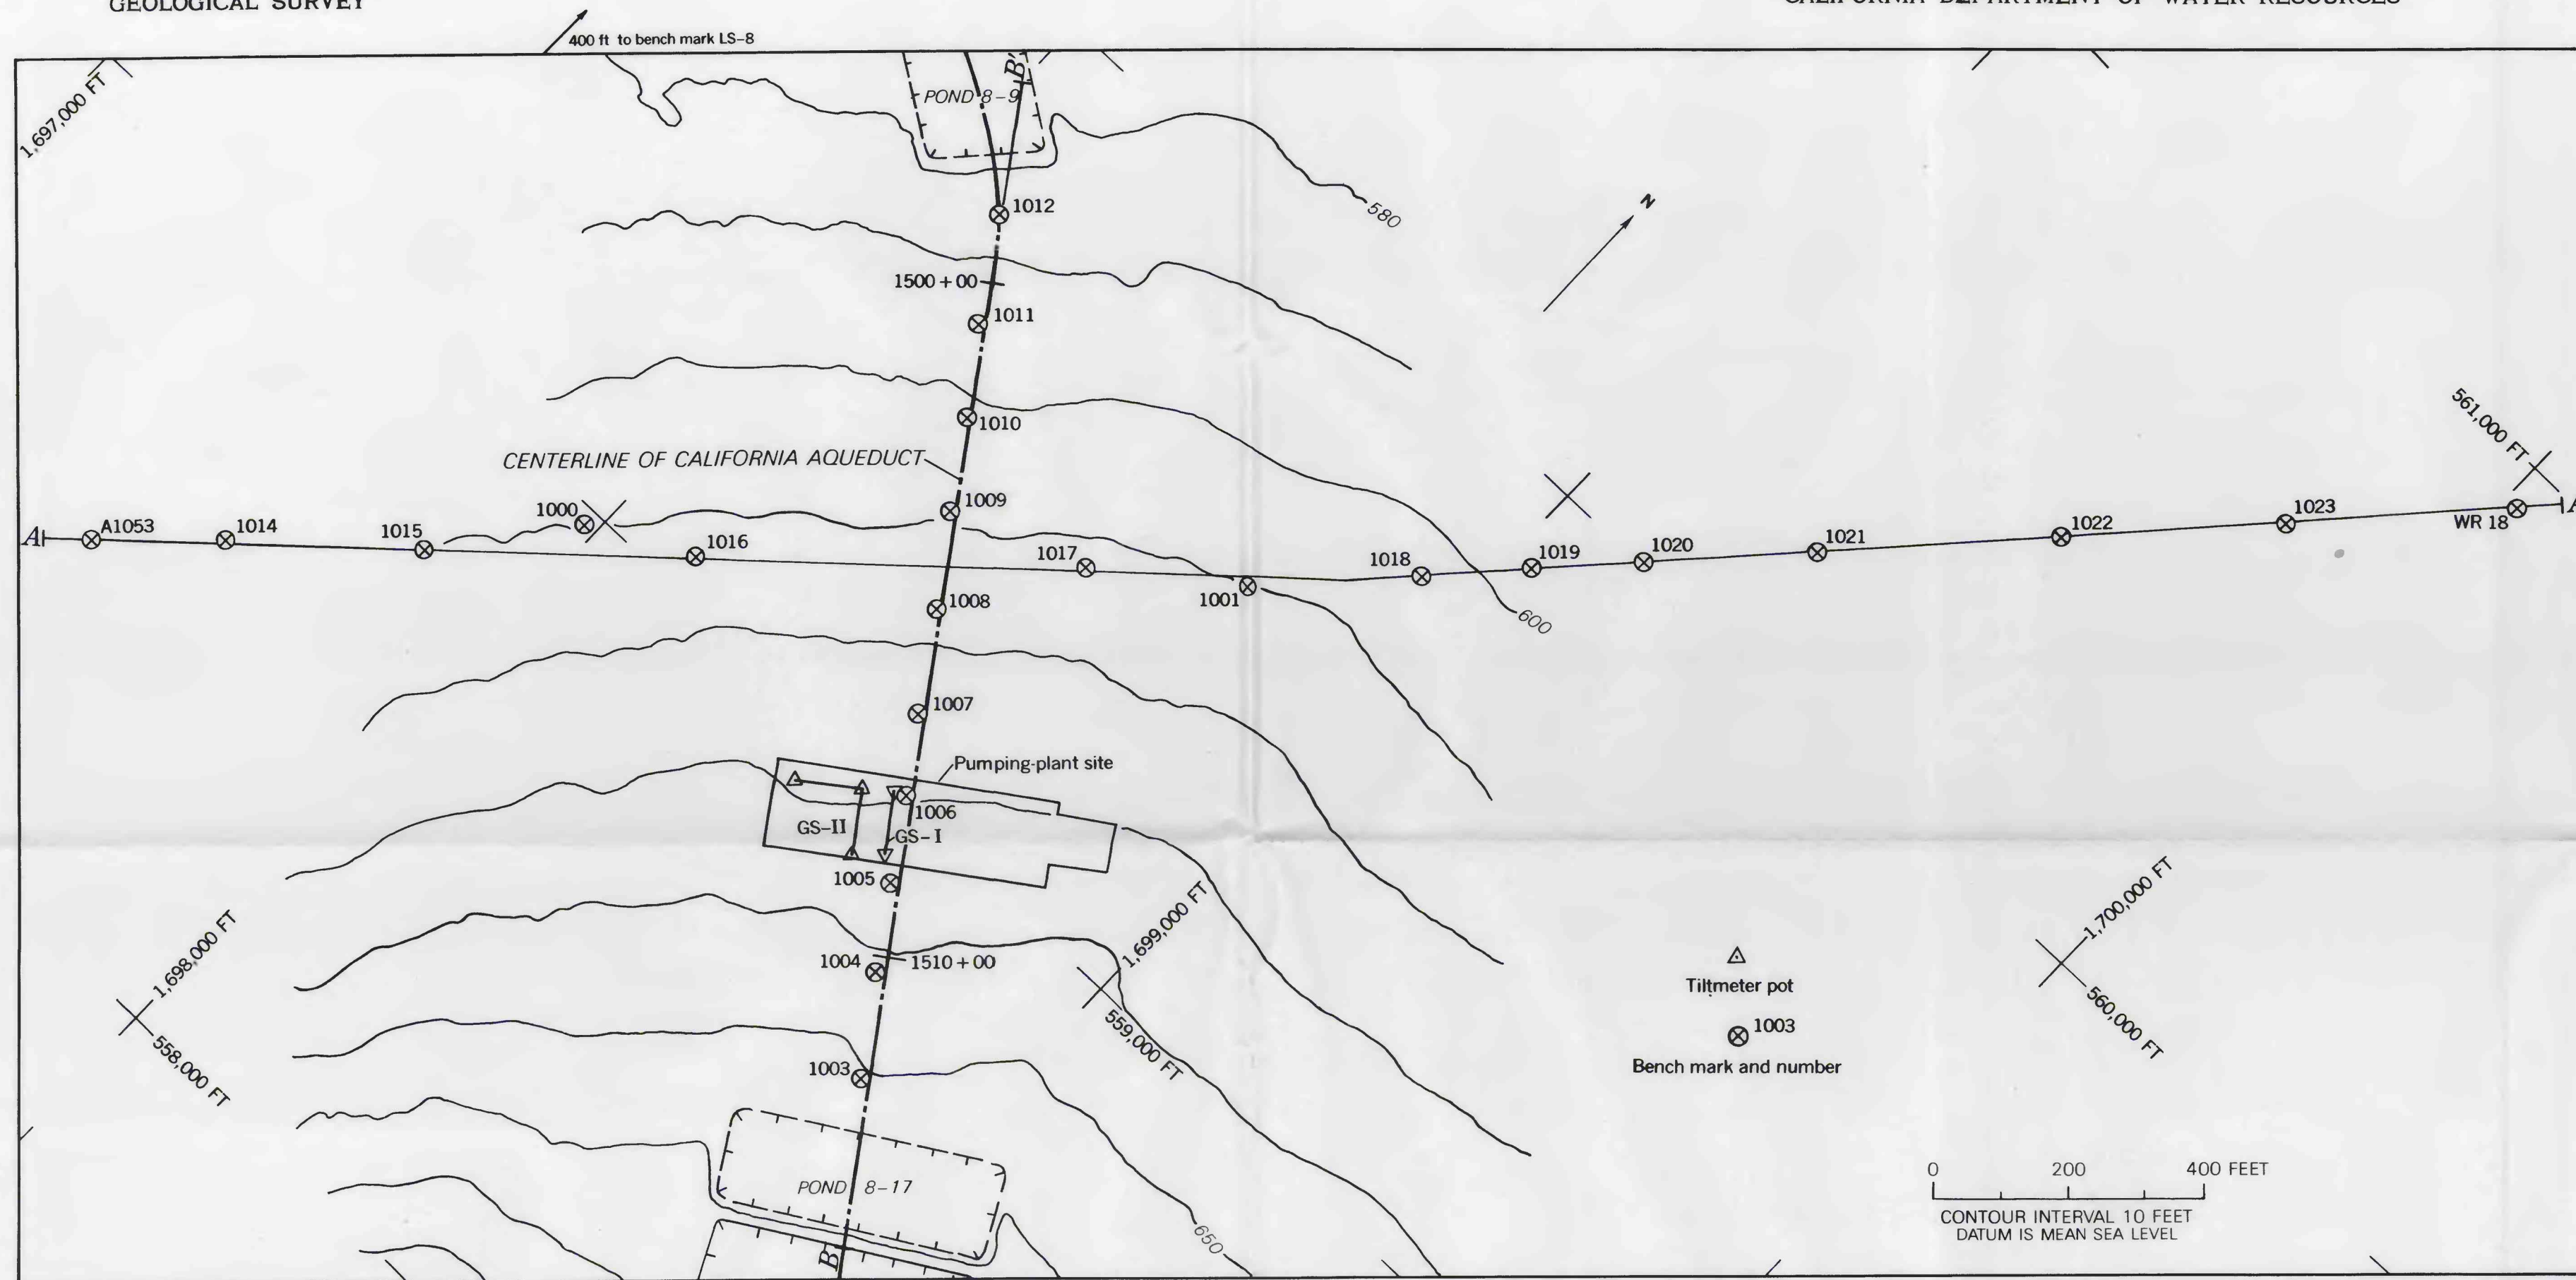 GEOLOGICAL SURVEY
CALIFORNIA DEPARTMENT OF WATER RESOURCES
400 ft to bench mark LS-8
1,697,000 FT
B'
POND 8-9
580
N
1012
1500+00
1011
1010
CENTERLINE OF CALIFORNIA AQUEDUCT
561,000 FT
1009
A
A1053
1014
1015
1000
1016
1017
1001
1018
1019
1020
1021
1022
1023
WR 18
1008
600
1007
Pumping-plant site
1006
GS-II
GS-I
1005
1,698,000 FT
558,000 FT
1004
1510+00
1,699,000 FT
559,000 FT
1,700,000 FT
560,000 FT
Tiltmeter pot
1003
Bench mark and number
1003
POND 8-17
B
650
0 200 400 FEET
CONTOUR INTERVAL 10 FEET
DATUM IS MEAN SEA LEVEL